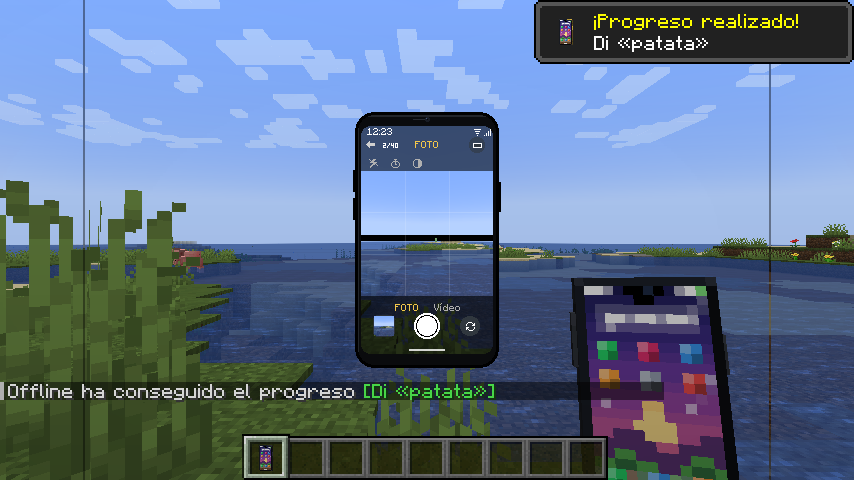 ¡Progreso realizado!
Di «patata»
12:23
2/40 FOTO
FOTO Vídeo
Offline ha conseguido el progreso [Di «patata»]